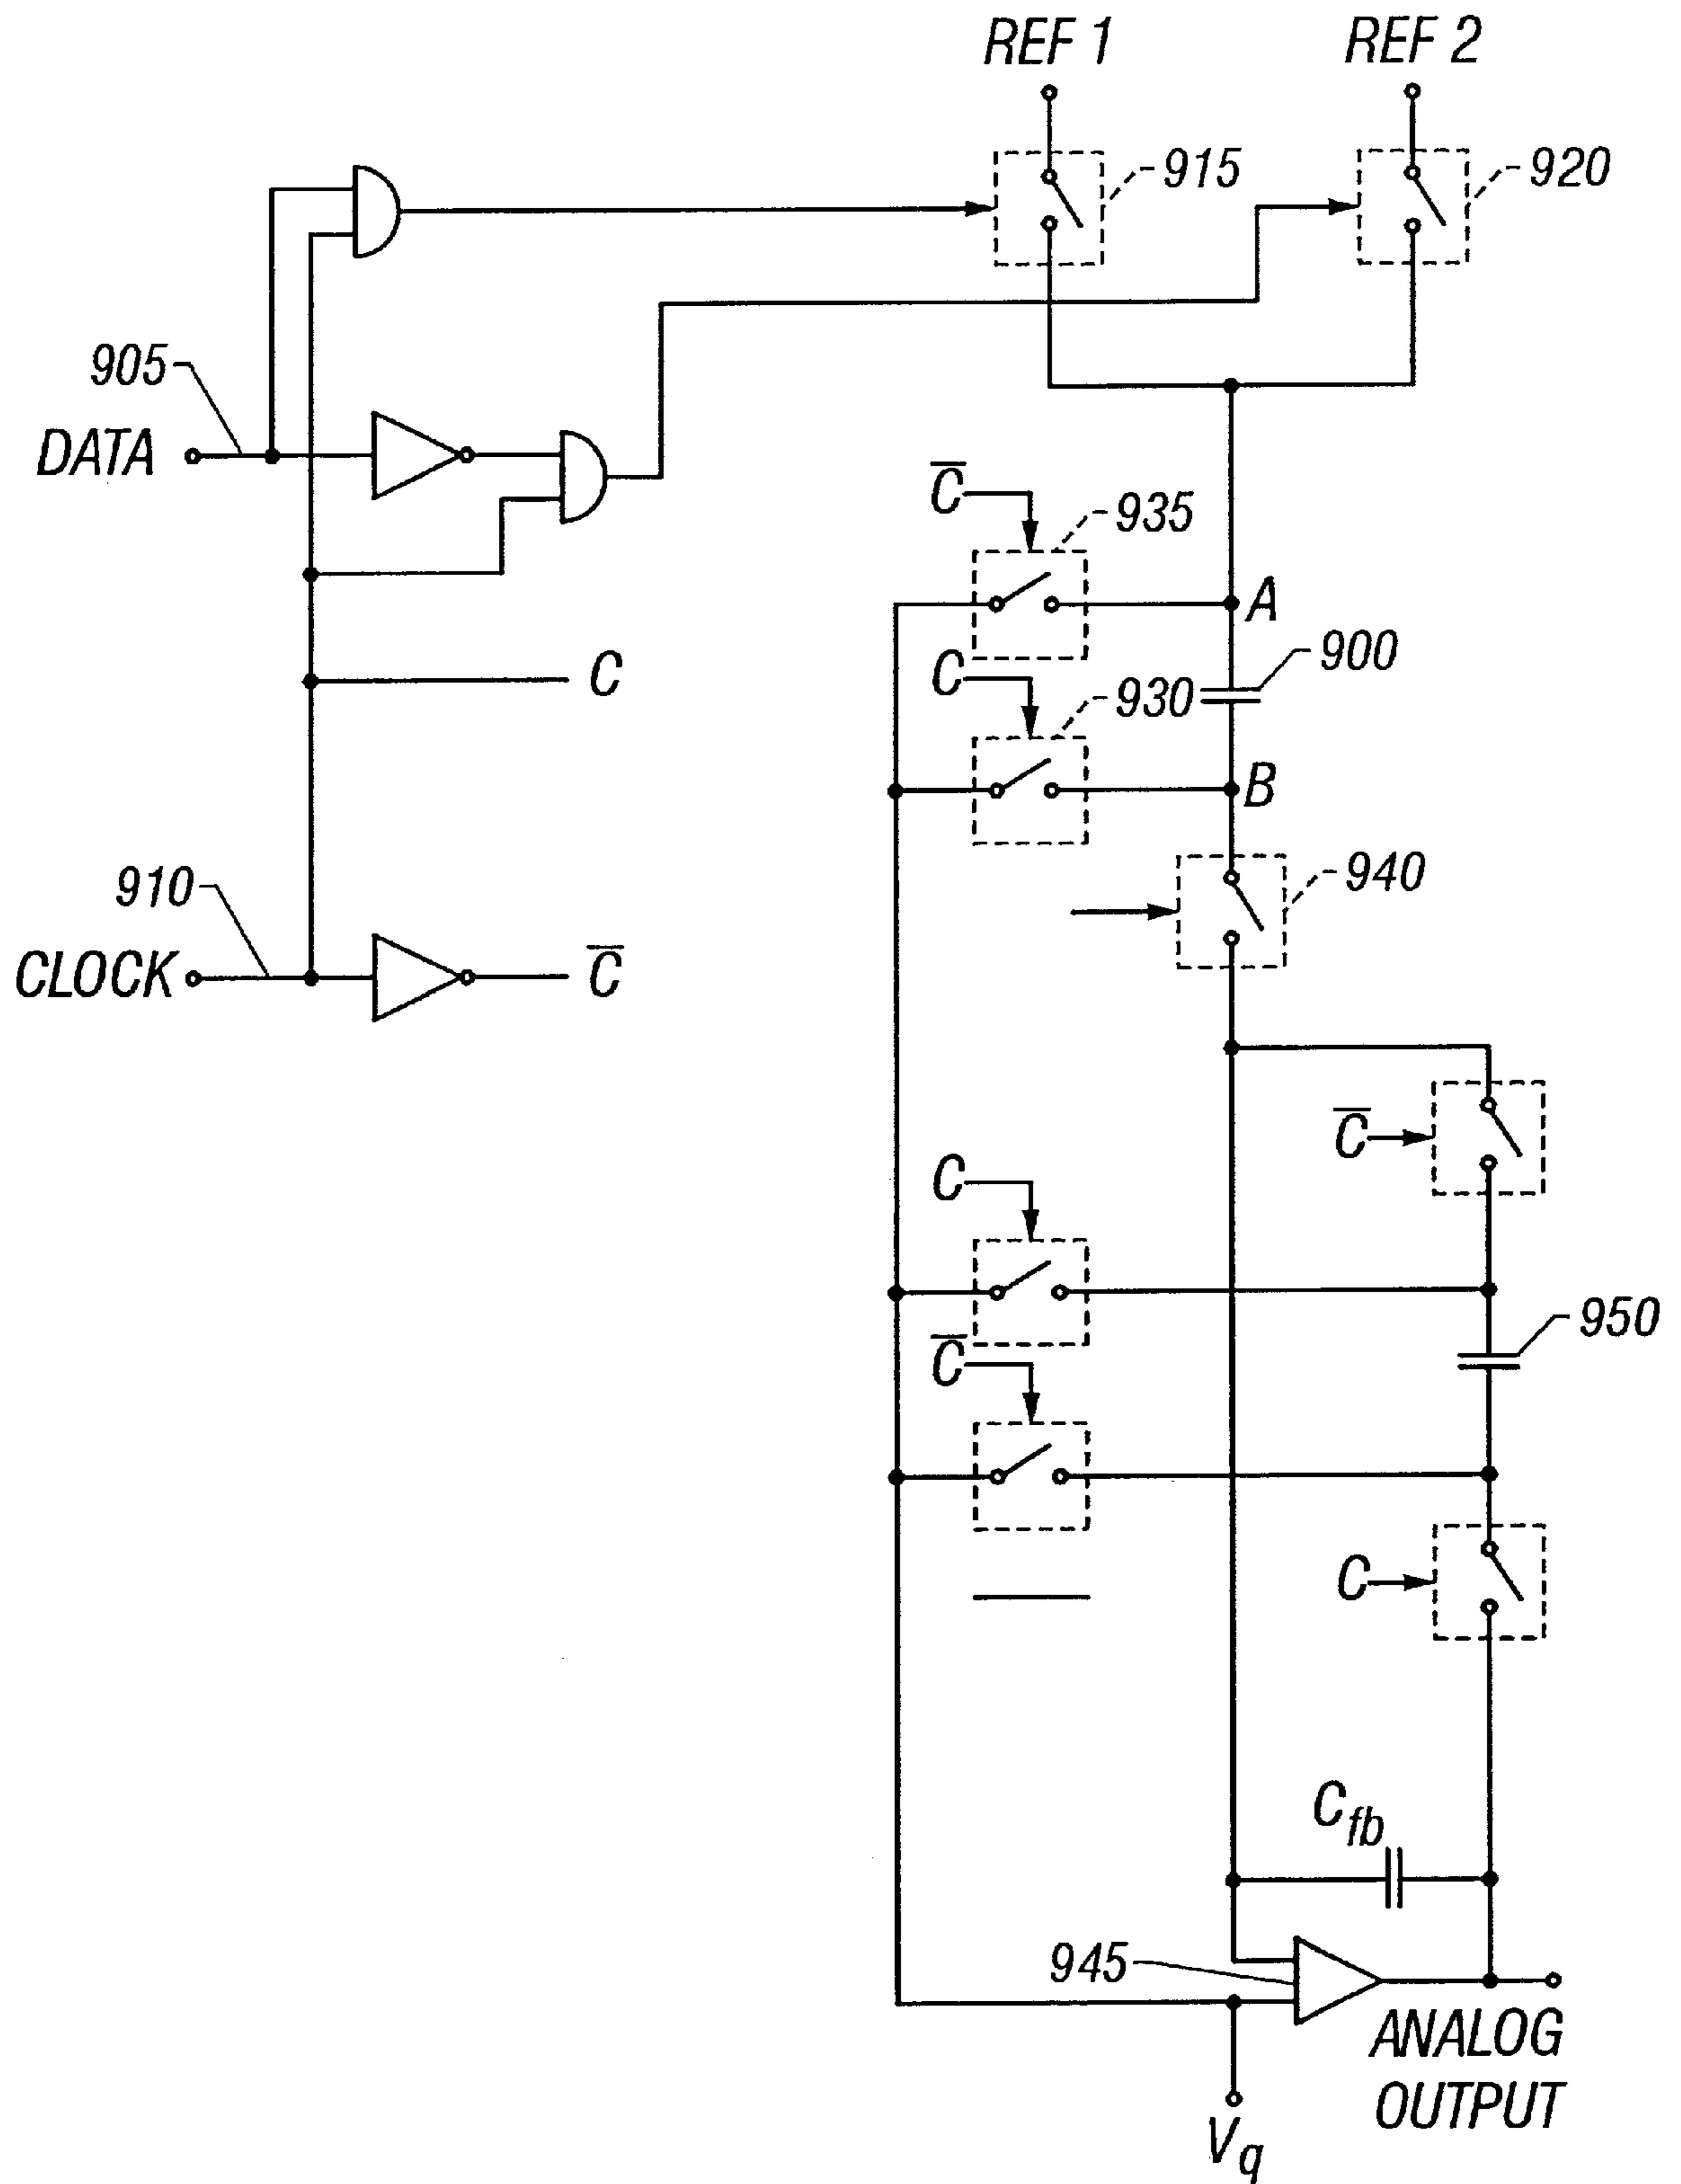 REF 1
REF 2
915
920
905
DATA
C̅
935
A
900
C
C
930
B
910
940
CLOCK
C̅
C̅
C
950
C̅
C
C_fb
945
ANALOG
OUTPUT
V_q